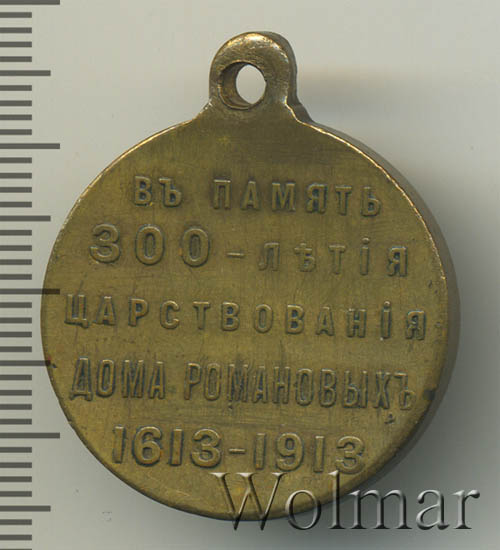 ВЪ ПАМЯТЬ
300-ЛѢТІЯ
ЦАРСТВОВАНІЯ
ДОМА РОМАНОВЫХЪ
1613-1913
Wolmar